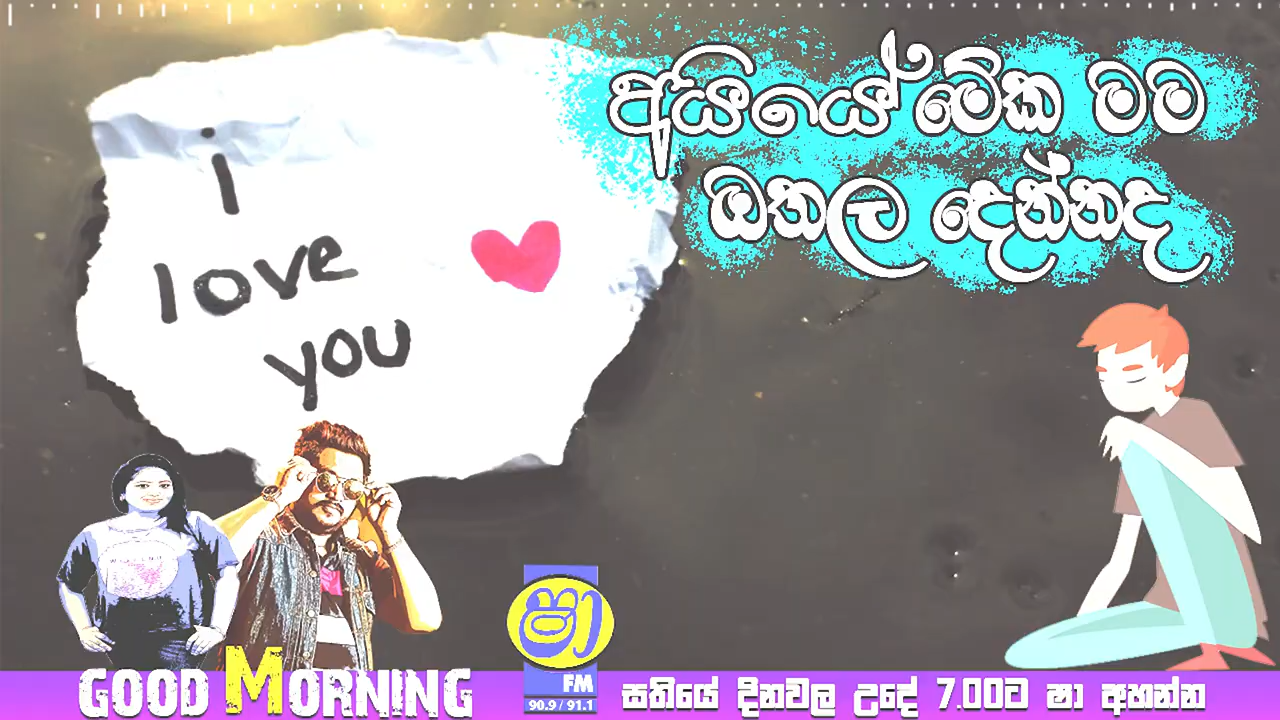 අයියෙ මේක මම
ඔතල දෙන්නද
i
love
you
GOOD MORNING
ෂා
FM
90.9 / 91.1
සතියේ දිනවල උදේ 7.00ට ෂා අහන්න